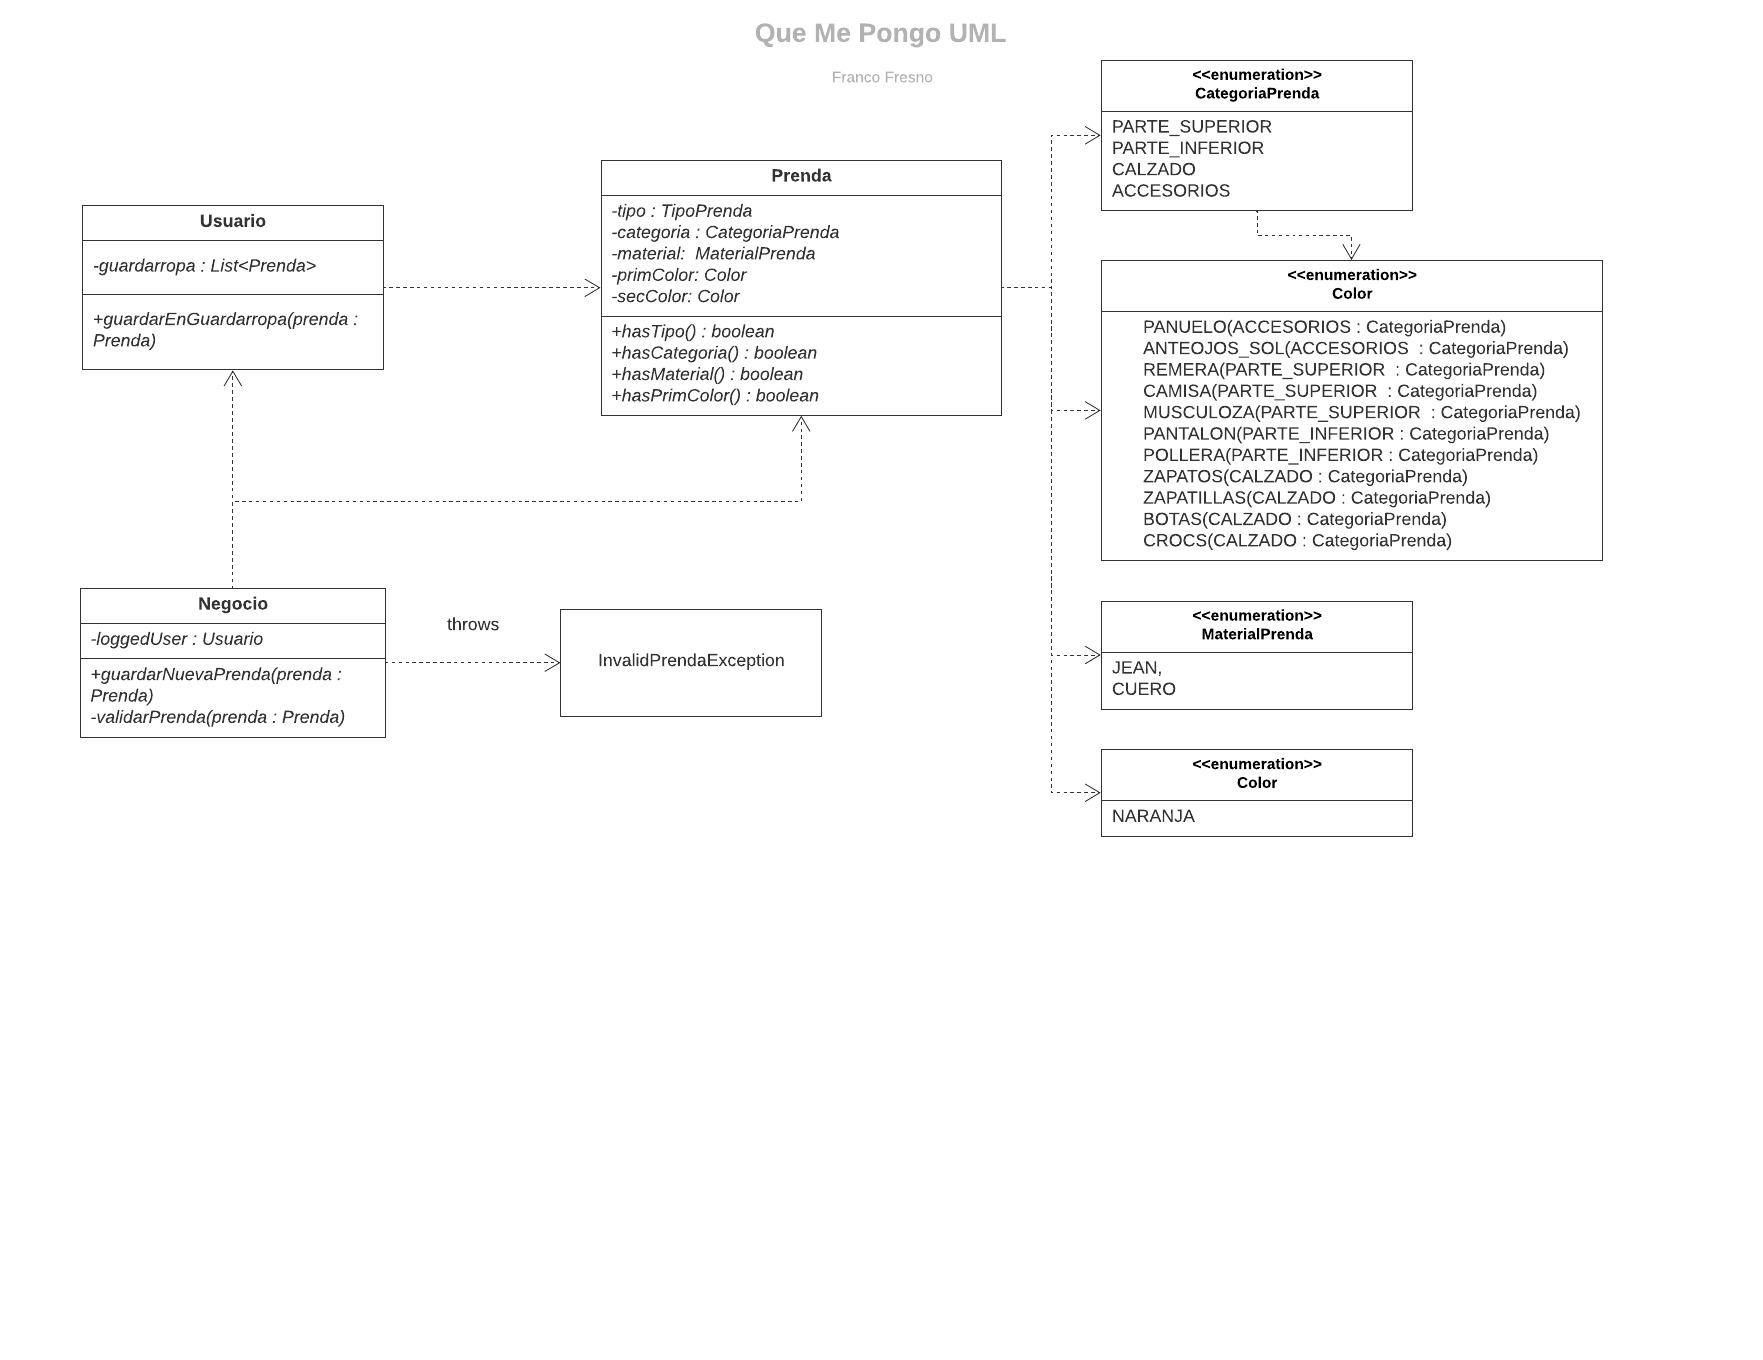 Que Me Pongo UML
Franco Fresno
Usuario
-guardarropa : List<Prenda>
+guardarEnGuardarropa(prenda :
Prenda)
Prenda
-tipo : TipoPrenda
-categoria : CategoriaPrenda
-material:  MaterialPrenda
-primColor: Color
-secColor: Color
+hasTipo() : boolean
+hasCategoria() : boolean
+hasMaterial() : boolean
+hasPrimColor() : boolean
<<enumeration>>
CategoriaPrenda
PARTE_SUPERIOR
PARTE_INFERIOR
CALZADO
ACCESORIOS
<<enumeration>>
Color
PANUELO(ACCESORIOS : CategoriaPrenda)
ANTEOJOS_SOL(ACCESORIOS  : CategoriaPrenda)
REMERA(PARTE_SUPERIOR  : CategoriaPrenda)
CAMISA(PARTE_SUPERIOR  : CategoriaPrenda)
MUSCULOZA(PARTE_SUPERIOR  : CategoriaPrenda)
PANTALON(PARTE_INFERIOR : CategoriaPrenda)
POLLERA(PARTE_INFERIOR : CategoriaPrenda)
ZAPATOS(CALZADO : CategoriaPrenda)
ZAPATILLAS(CALZADO : CategoriaPrenda)
BOTAS(CALZADO : CategoriaPrenda)
CROCS(CALZADO : CategoriaPrenda)
Negocio
-loggedUser : Usuario
+guardarNuevaPrenda(prenda :
Prenda)
-validarPrenda(prenda : Prenda)
throws
InvalidPrendaException
<<enumeration>>
MaterialPrenda
JEAN,
CUERO
<<enumeration>>
Color
NARANJA